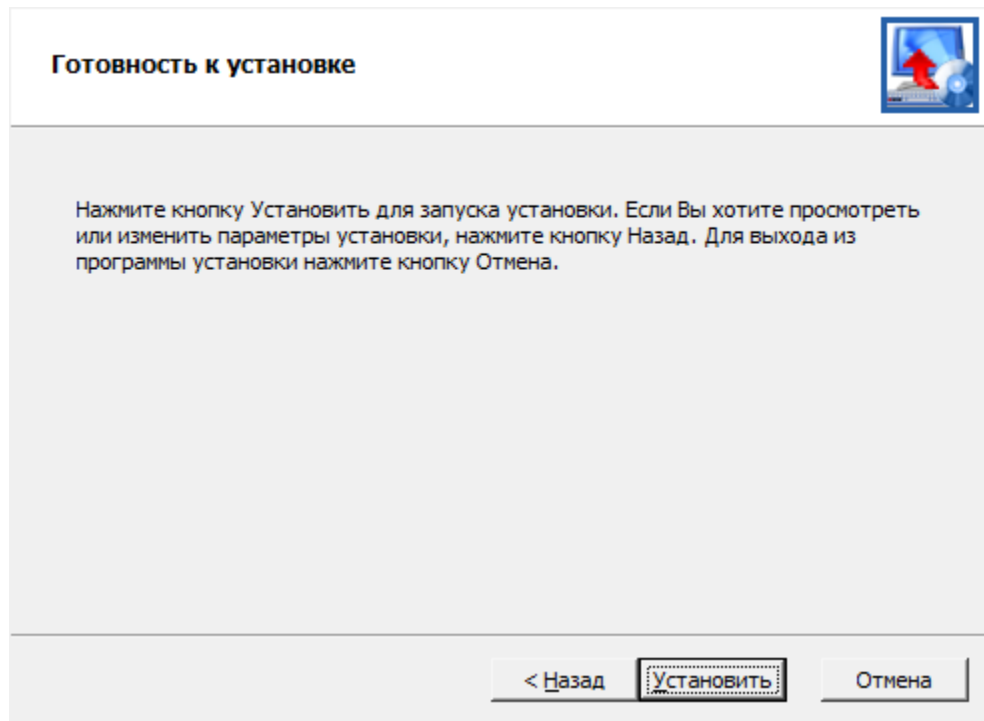 Готовность к установке
Нажмите кнопку Установить для запуска установки. Если Вы хотите просмотреть
или изменить параметры установки, нажмите кнопку Назад. Для выхода из
программы установки нажмите кнопку Отмена.
< Назад Установить Отмена